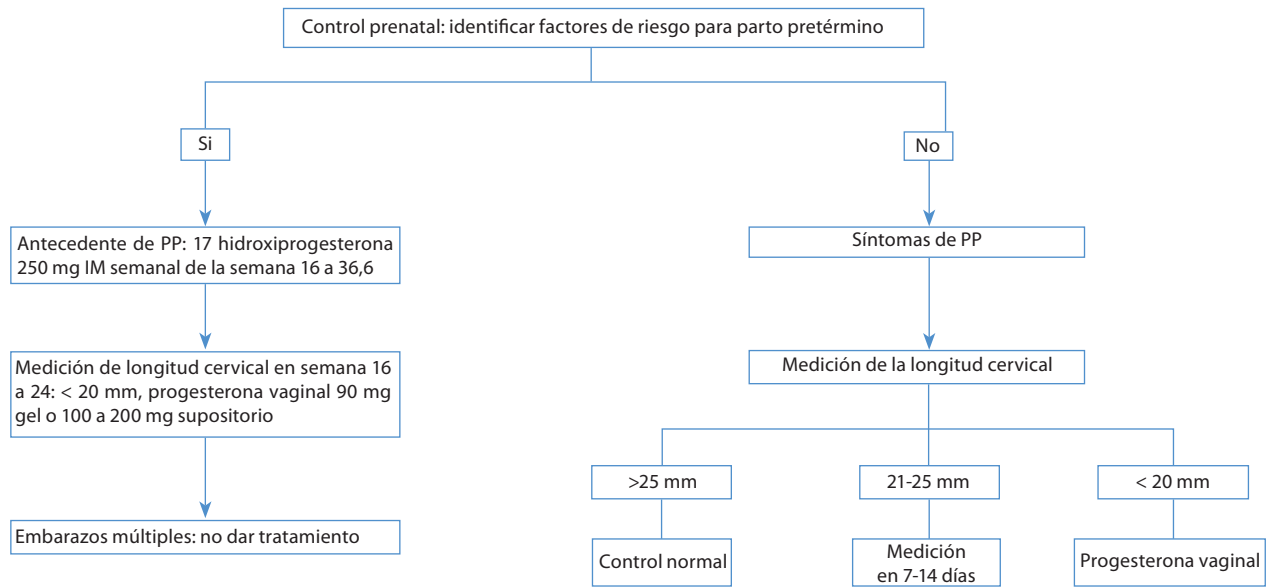 Control prenatal: identificar factores de riesgo para parto pretérmino
Si
No
Antecedente de PP: 17 hidroxiprogesterona
250 mg IM semanal de la semana 16 a 36,6
Síntomas de PP
Medición de longitud cervical en semana 16
a 24: < 20 mm, progesterona vaginal 90 mg
gel o 100 a 200 mg supositorio
Medición de la longitud cervical
>25 mm
21-25 mm
< 20 mm
Embarazos múltiples: no dar tratamiento
Control normal
Medición
en 7-14 días
Progesterona vaginal